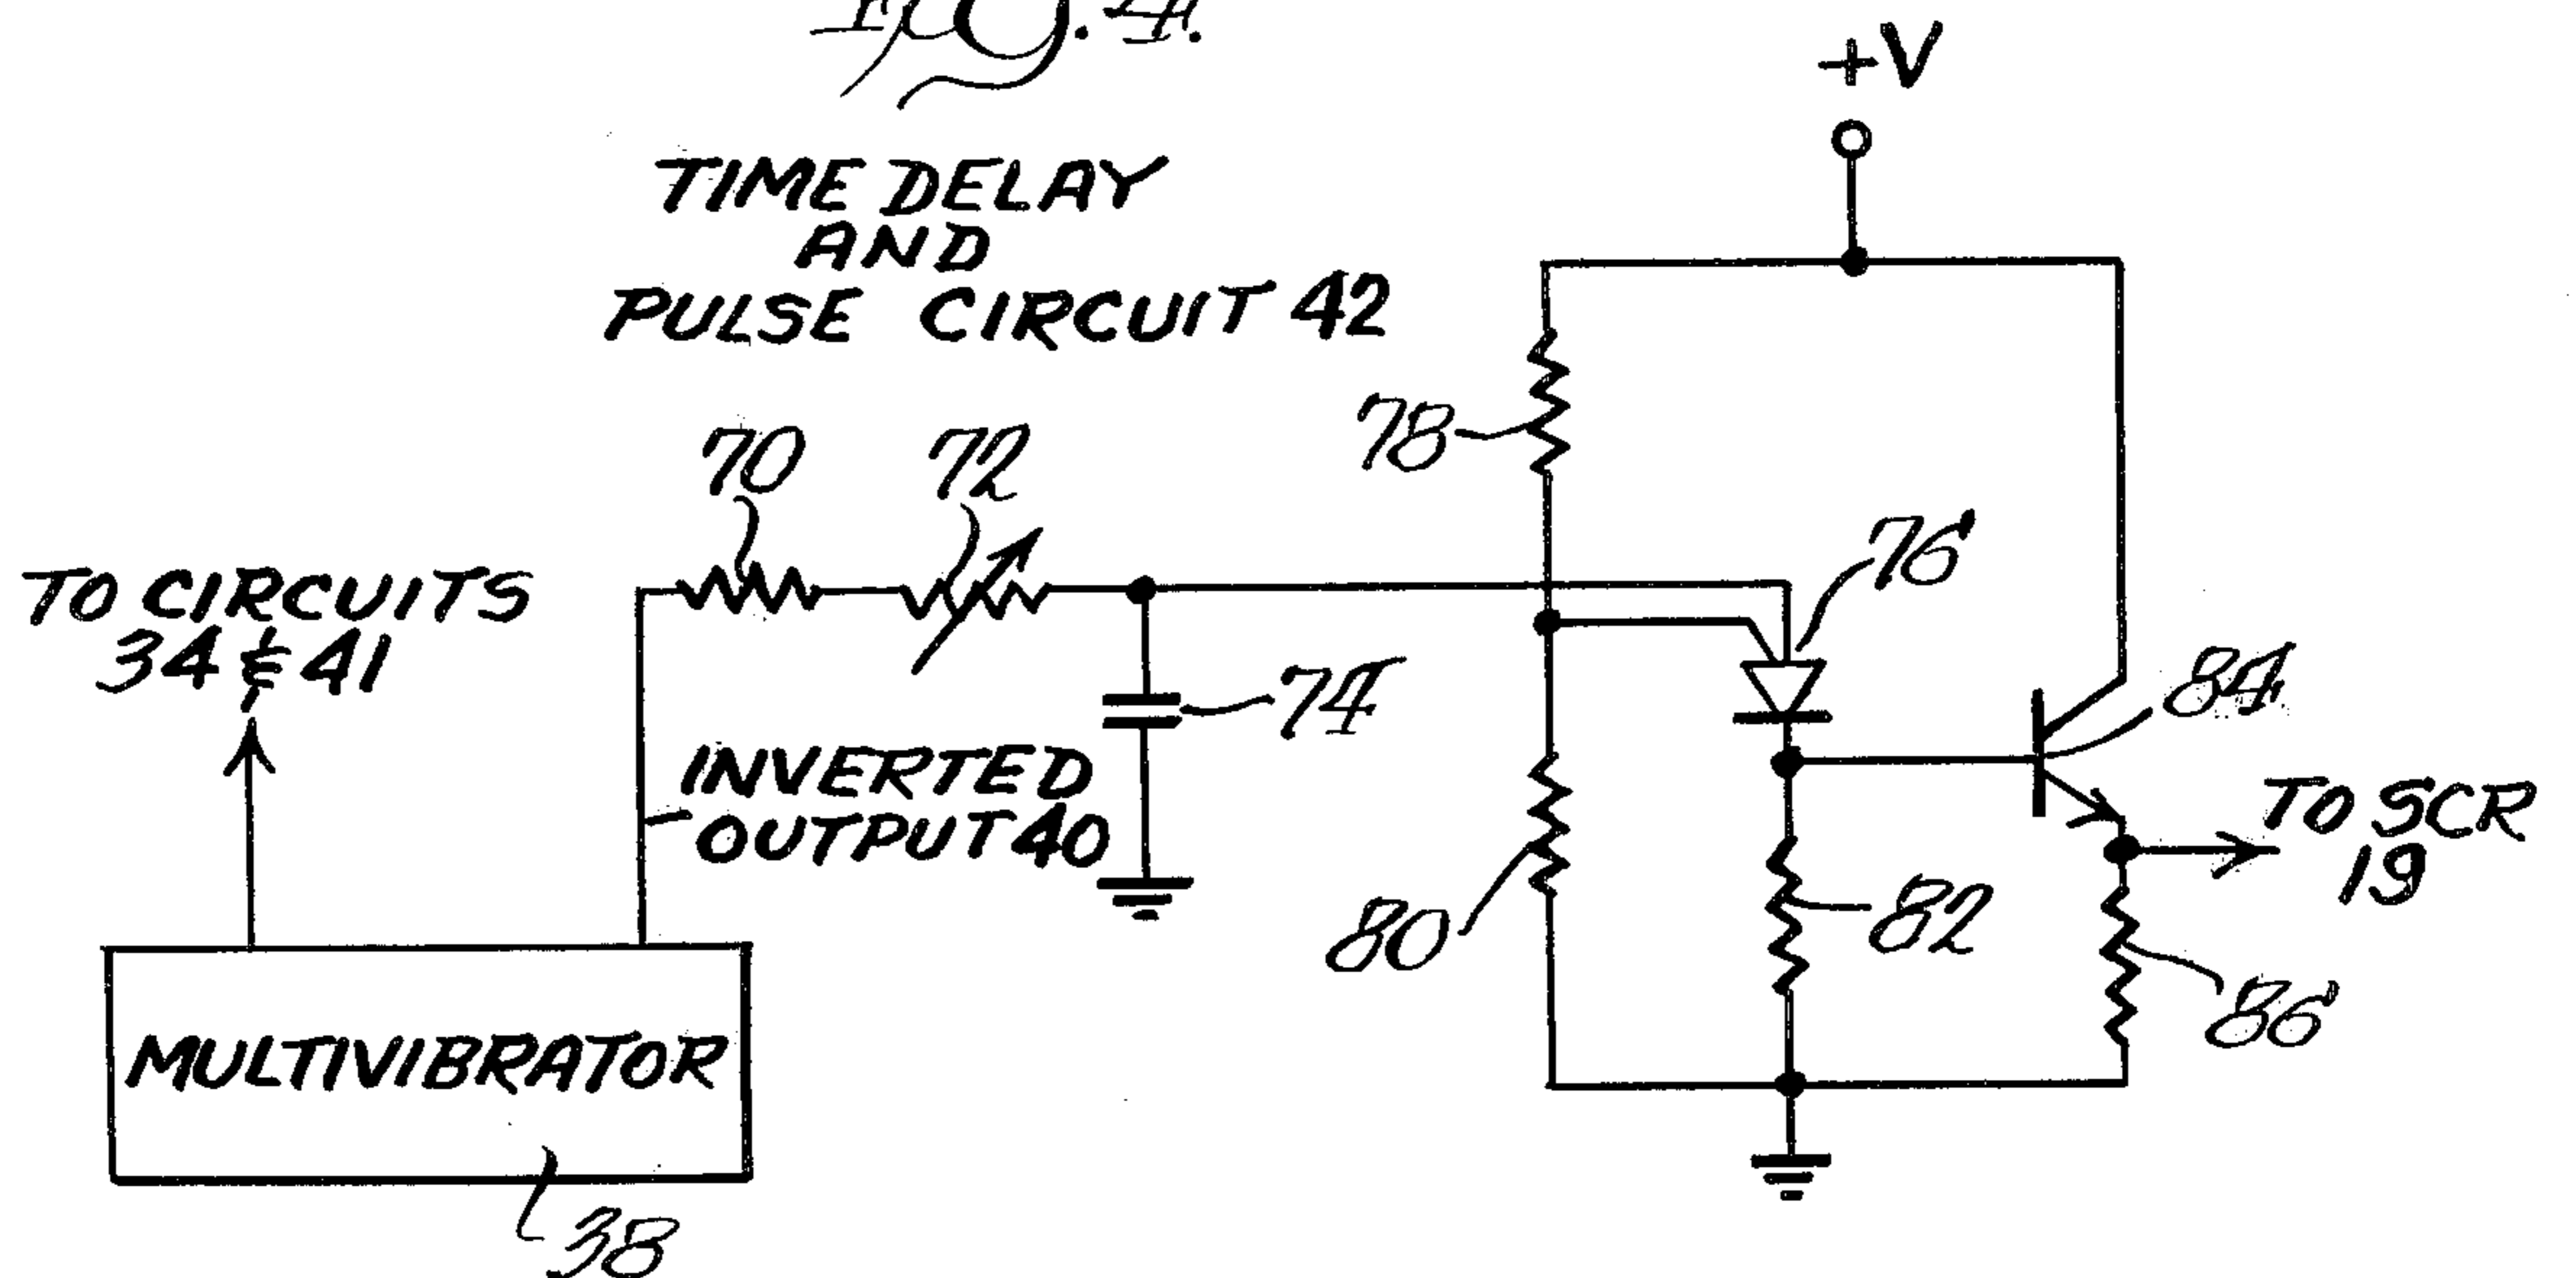 Fig. 4.
+V
TIME DELAY
AND
PULSE CIRCUIT 42
78
70
72
76
TO CIRCUITS
34 & 41
74
84
INVERTED
OUTPUT 40
TO SCR
19
80
82
86
MULTIVIBRATOR
38